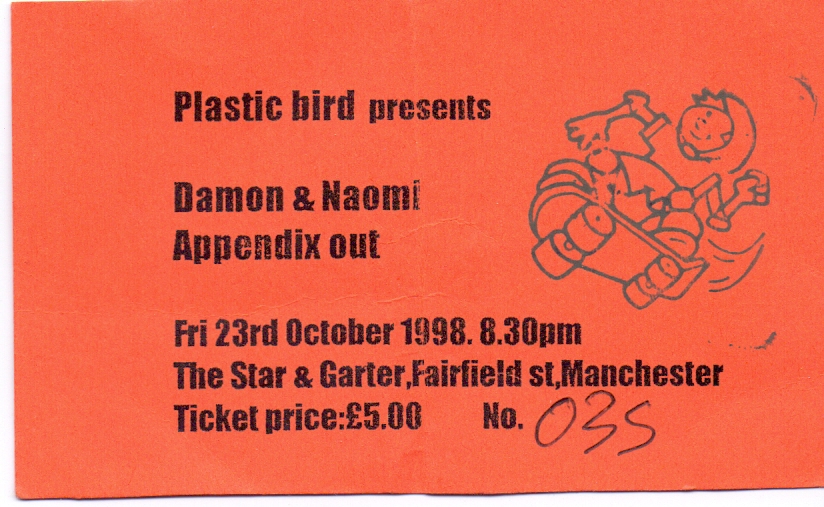 Plastic bird presents
Damon & Naomi
Appendix out
Fri 23rd October 1998. 8.30pm
The Star & Garter,Fairfield st,Manchester
Ticket price:£5.00 No. 035